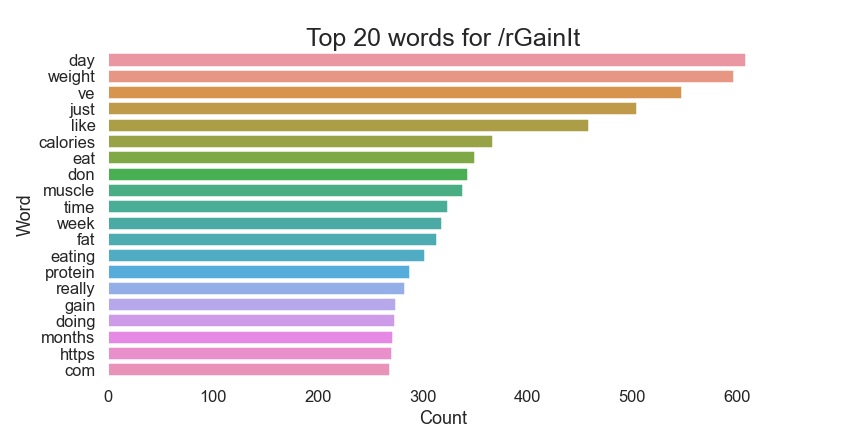 Top 20 words for /rGainIt
day
weight
ve
just
like
calories
eat
don
muscle
time
week
fat
eating
protein
really
gain
doing
months
https
com
Word
0 100 200 300 400 500 600
Count